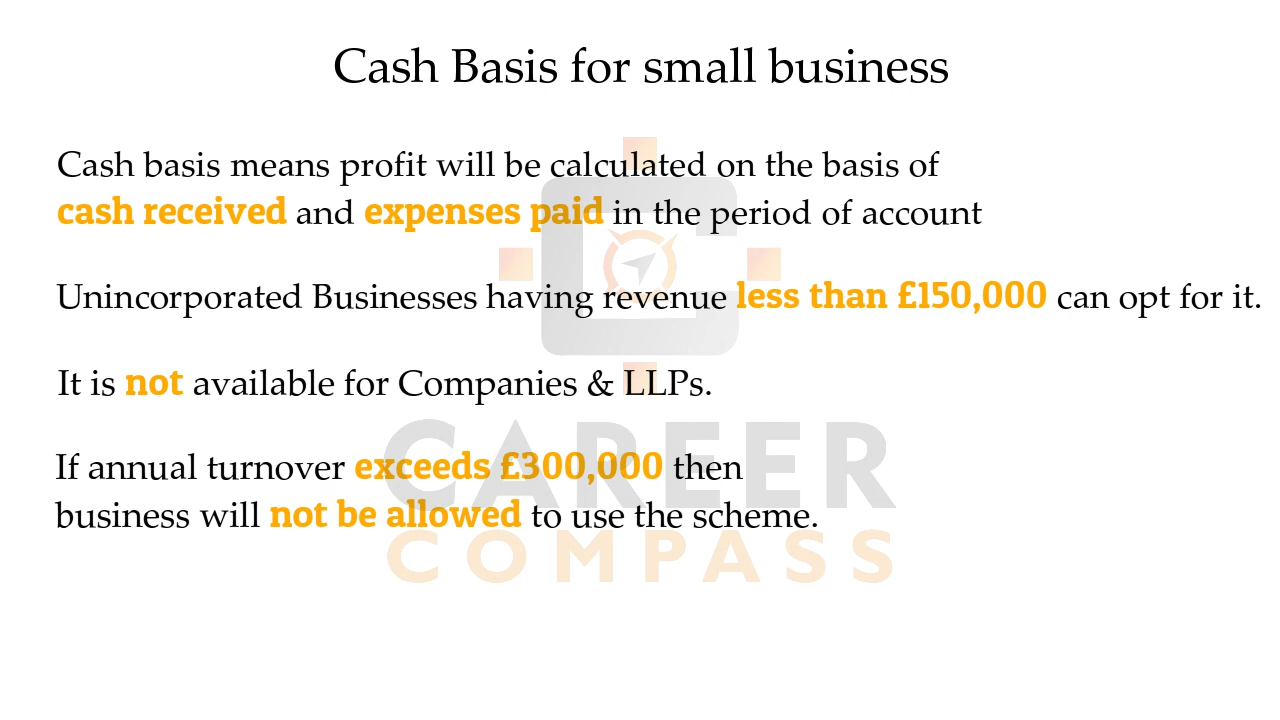 Cash Basis for small business
Cash basis means profit will be calculated on the basis of
cash received and expenses paid in the period of account
Unincorporated Businesses having revenue less than £150,000 can opt for it.
It is not available for Companies & LLPs.
If annual turnover exceeds £300,000 then
business will not be allowed to use the scheme.
CAREER
COMPASS